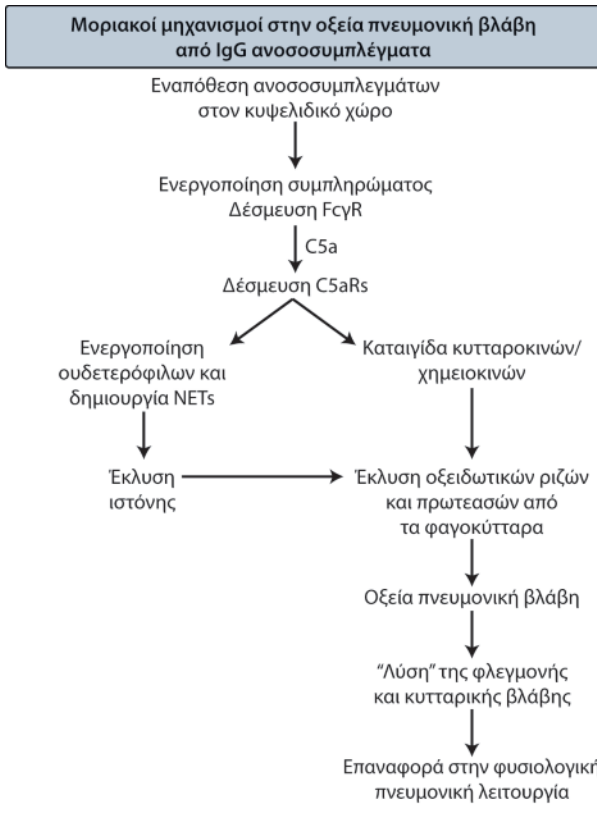 Μοριακοί μηχανισμοί στην οξεία πνευμονική βλάβη
από IgG ανοσοσυμπλέγματα
Εναπόθεση ανοσοσυμπλεγμάτων
στον κυψελιδικό χώρο
Ενεργοποίηση συμπληρώματος
Δέσμευση FcγR
C5a
Δέσμευση C5aRs
Ενεργοποίηση
ουδετερόφιλων και
δημιουργία NETs
Καταιγίδα κυτταροκινών/
χημειοκινών
Έκλυση
ιστόνης
Έκλυση οξειδωτικών ριζών
και πρωτεασών από
τα φαγοκύτταρα
Οξεία πνευμονική βλάβη
“Λύση” της φλεγμονής
και κυτταρικής βλάβης
Επαναφορά στην φυσιολογική
πνευμονική λειτουργία